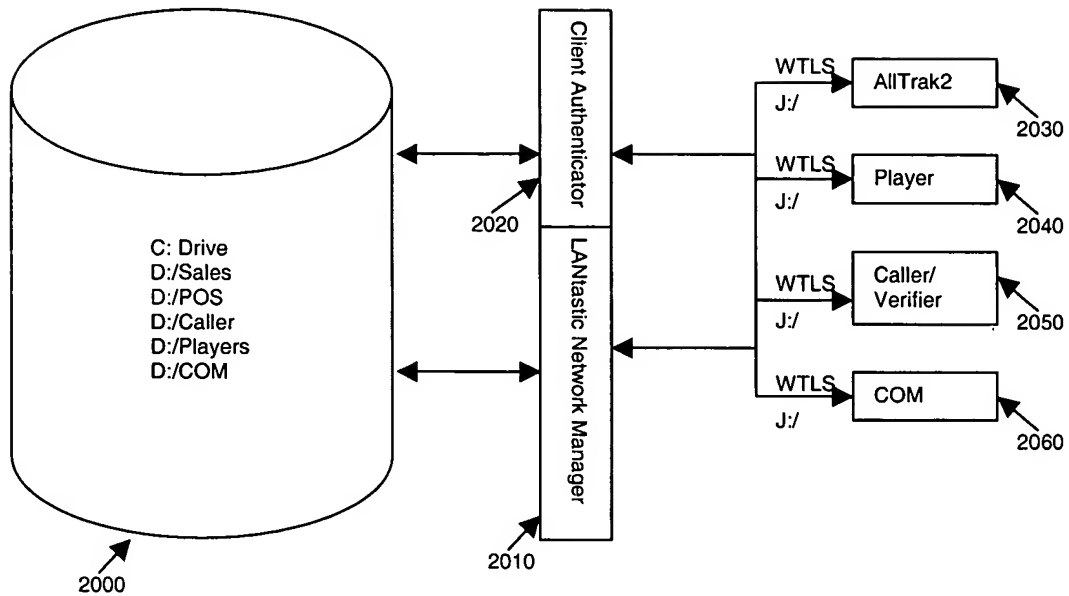 C: Drive
D:/Sales
D:/POS
D:/Caller
D:/Players
D:/COM
2000
Client Authenticator
2020
LANtastic Network Manager
2010
WTLS
J:/
AllTrak2
2030
WTLS
J:/
Player
2040
WTLS
J:/
Caller/
Verifier
2050
WTLS
J:/
COM
2060